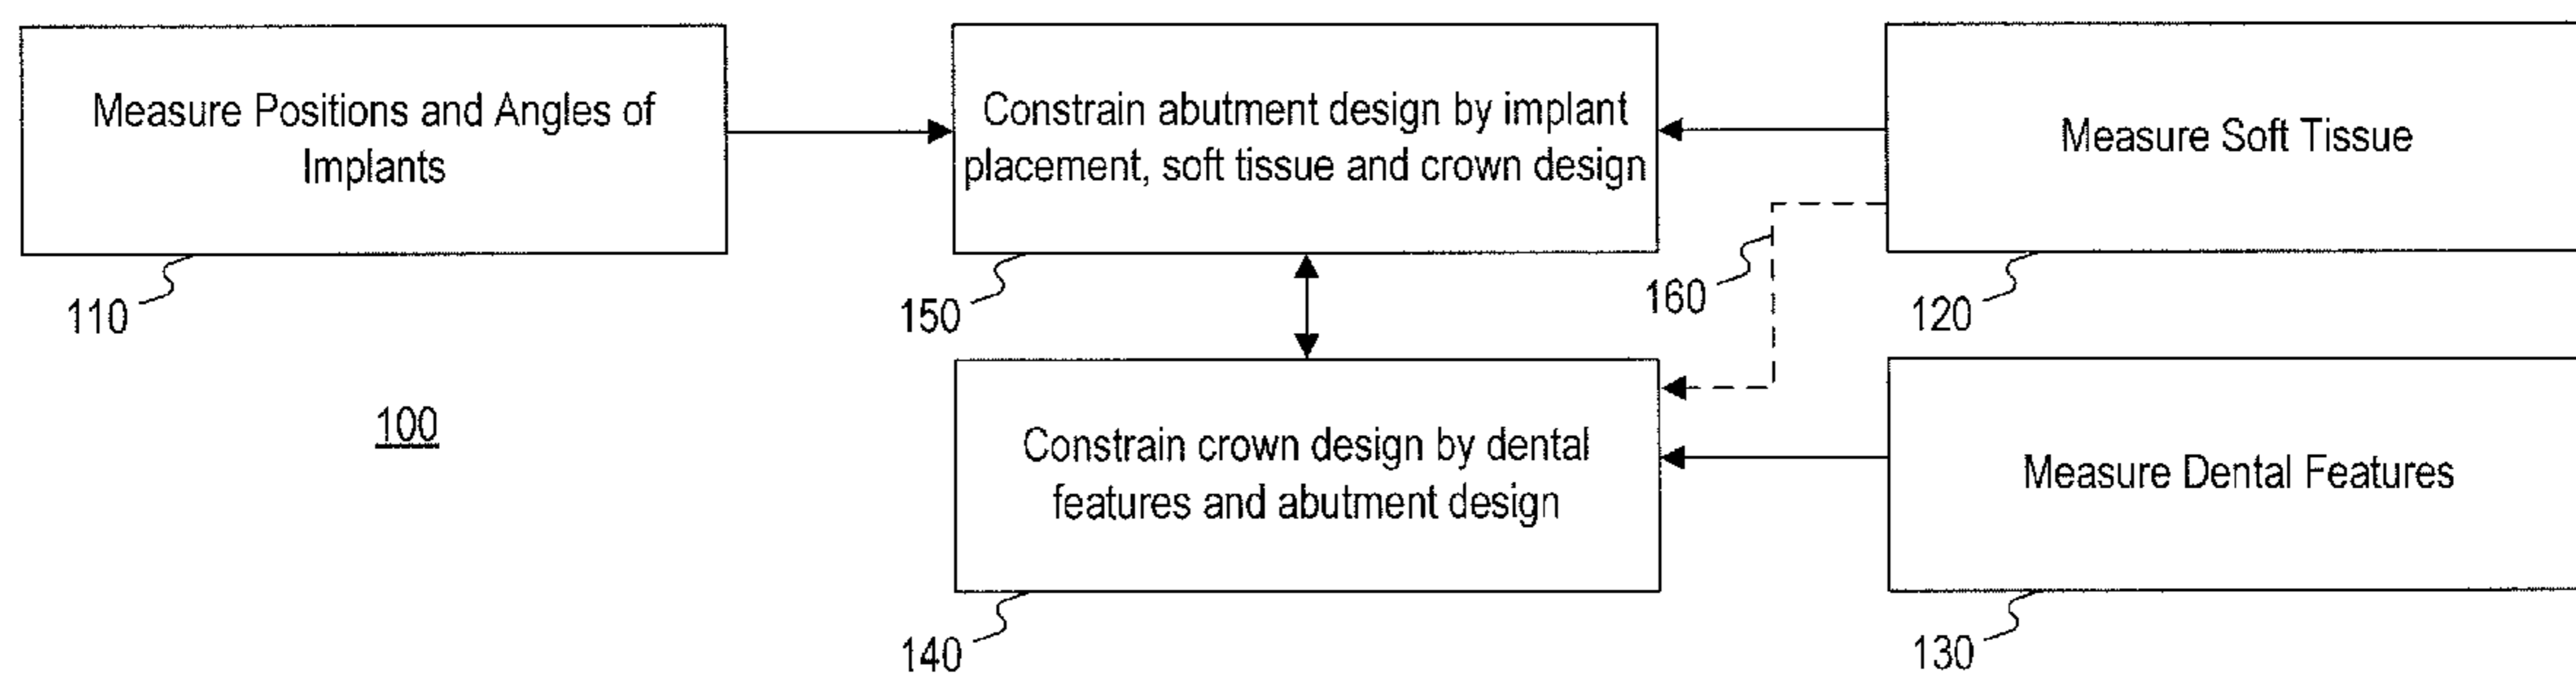 Measure Positions and Angles of
Implants
110
Constrain abutment design by implant
placement, soft tissue and crown design
150
Measure Soft Tissue
120
160
100
Constrain crown design by dental
features and abutment design
140
Measure Dental Features
130